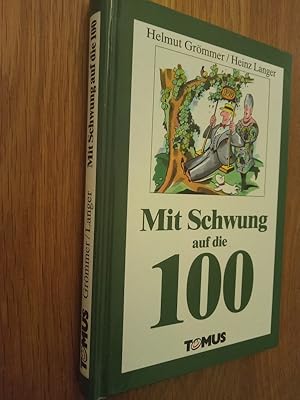 Helmut Grömmer/Heinz Langer
Mit Schwung
auf die
100
TOMUS
Grömmer/Langer Mit Schwung auf die 100
TOMUS